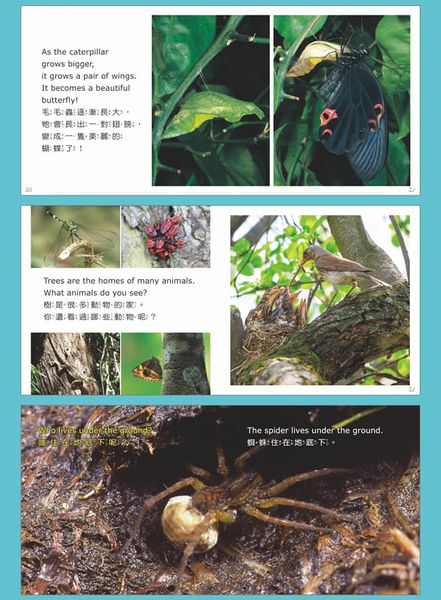 As the caterpillar
grows bigger,
it grows a pair of wings.
It becomes a beautiful
butterfly!
毛毛蟲逐漸長大，
牠會長出一對翅膀，
變成一隻美麗的
蝴蝶了！
20
21
Trees are the homes of many animals.
What animals do you see?
樹是很多動物的家。
你還看過哪些動物呢？
Who lives under the ground?
誰住在地底下呢？
The spider lives under the ground.
蜘蛛住在地底下。